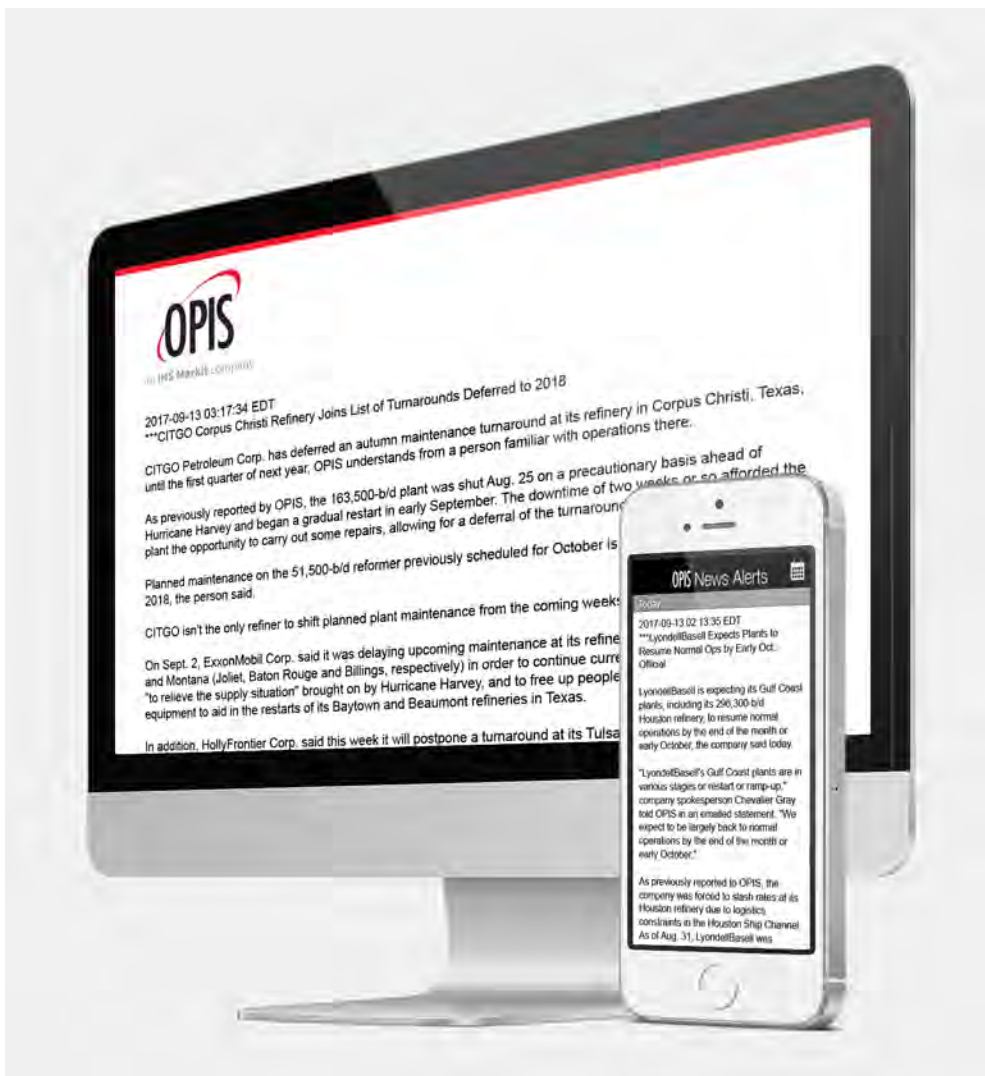 OPIS
an IHS Markit company
2017-09-13 03:17:34 EDT
***CITGO Corpus Christi Refinery Joins List of Turnarounds Deferred to 2018
CITGO Petroleum Corp. has deferred an autumn maintenance turnaround at its refinery in Corpus Christi, Texas,
until the first quarter of next year, OPIS understands from a person familiar with operations there.
As previously reported by OPIS, the 163,500-b/d plant was shut Aug. 25 on a precautionary basis ahead of
Hurricane Harvey and began a gradual restart in early September. The downtime of two weeks or so afforded the
plant the opportunity to carry out some repairs, allowing for a deferral of the turnaround
Planned maintenance on the 51,500-b/d reformer previously scheduled for October is
2018, the person said.
CITGO isn't the only refiner to shift planned plant maintenance from the coming weeks
On Sept. 2, ExxonMobil Corp. said it was delaying upcoming maintenance at its refine
and Montana (Joliet, Baton Rouge and Billings, respectively) in order to continue curre
"to relieve the supply situation" brought on by Hurricane Harvey, and to free up people
equipment to aid in the restarts of its Baytown and Beaumont refineries in Texas.
In addition, HollyFrontier Corp. said this week it will postpone a turnaround at its Tulsa
OPIS News Alerts
Today
2017-09-13 02:13:35 EDT
***LyondellBasell Expects Plants to
Resume Normal Ops by Early Oct.:
Official
LyondellBasell is expecting its Gulf Coast
plants, including its 296,300-b/d
Houston refinery, to resume normal
operations by the end of the month or
early October, the company said today.
"LyondellBasell's Gulf Coast plants are in
various stages or restart or ramp-up,"
company spokesperson Chevalier Gray
told OPIS in an emailed statement. "We
expect to be largely back to normal
operations by the end of the month or
early October."
As previously reported to OPIS, the
company was forced to slash rates at its
Houston refinery due to logistics
constraints in the Houston Ship Channel
As of Aug. 31, LyondellBasell was